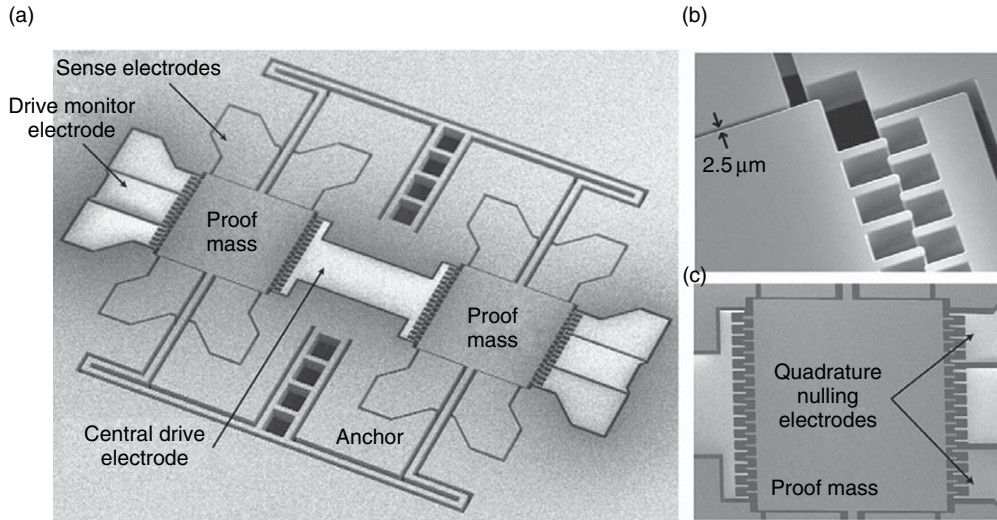 (a)
Sense electrodes
Drive monitor
electrode
Proof
mass
Proof
mass
Central drive
electrode
Anchor
(b)
2.5 µm
(c)
Quadrature
nulling
electrodes
Proof mass